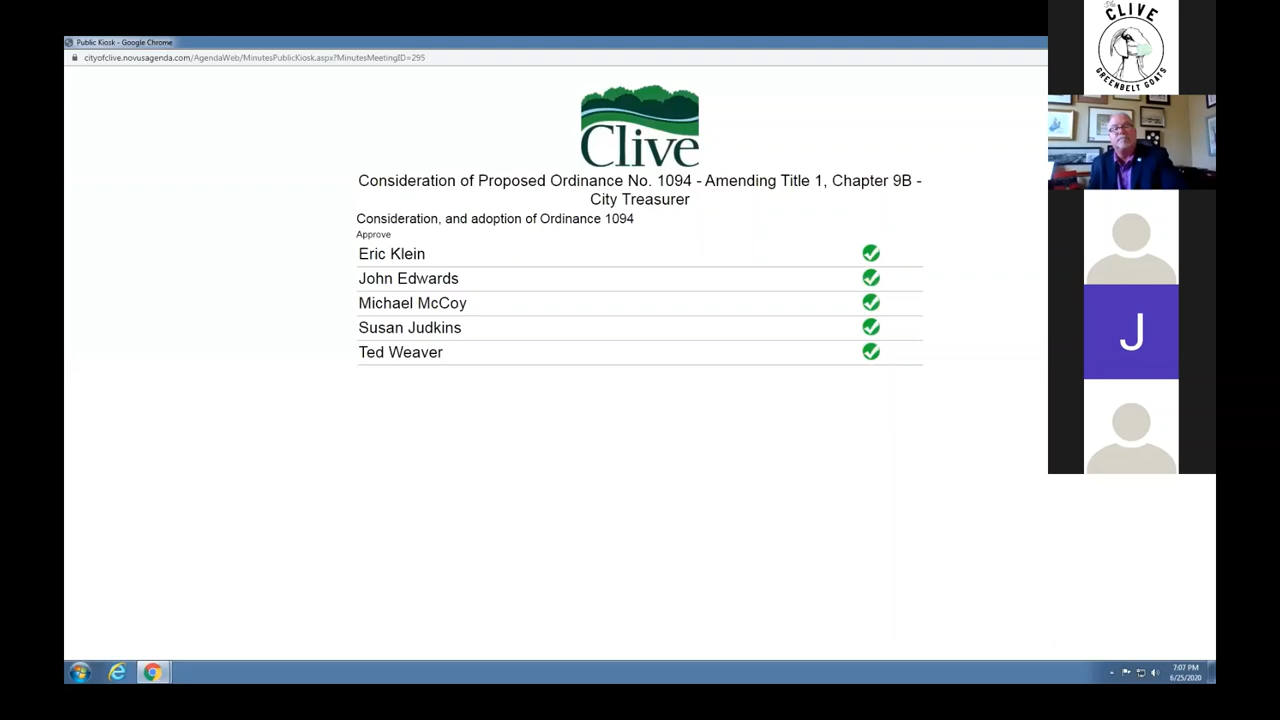 Public Kiosk - Google Chrome
cityofclive.novusagenda.com/AgendaWeb/MinutesPublicKiosk.aspx?MinutesMeetingID=295
The
CLIVE
GREENBELT GOATS
Clive
Consideration of Proposed Ordinance No. 1094 - Amending Title 1, Chapter 9B -
City Treasurer
Consideration, and adoption of Ordinance 1094
Approve
Eric Klein
John Edwards
Michael McCoy
Susan Judkins
Ted Weaver
J
7:07 PM
6/25/2020